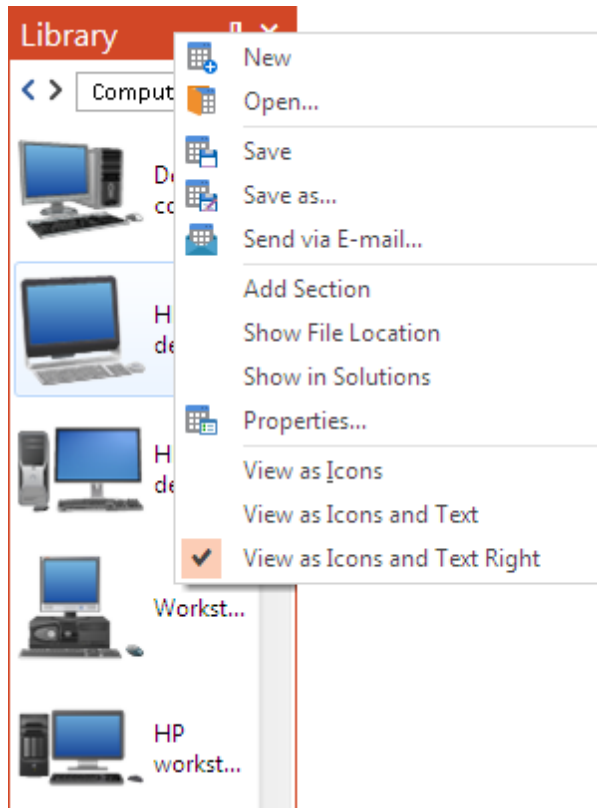 Library
New
Comput
Open...
Save
Save as...
Send via E-mail...
Add Section
Show File Location
Show in Solutions
Properties...
View as Icons
View as Icons and Text
View as Icons and Text Right
Workst...
HP
workst...